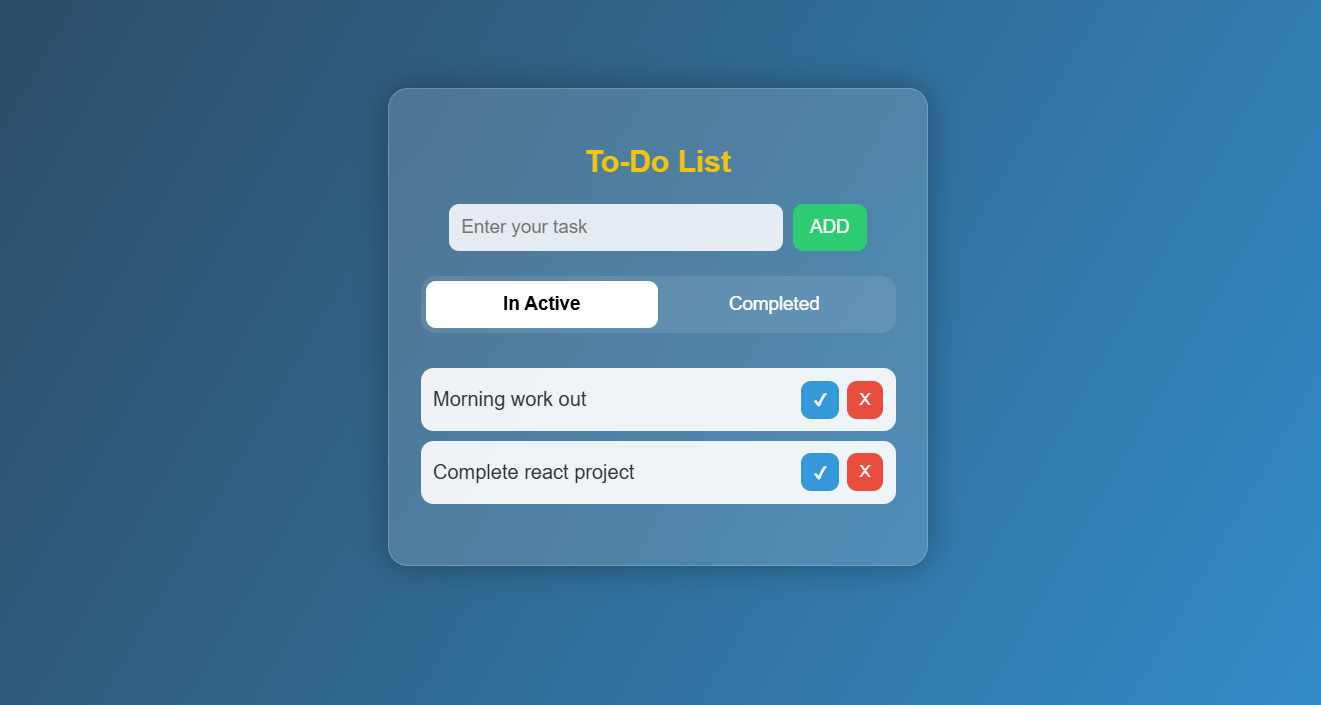 To-Do List
Enter your task ADD
In Active Completed
Morning work out ✓ X
Complete react project ✓ X